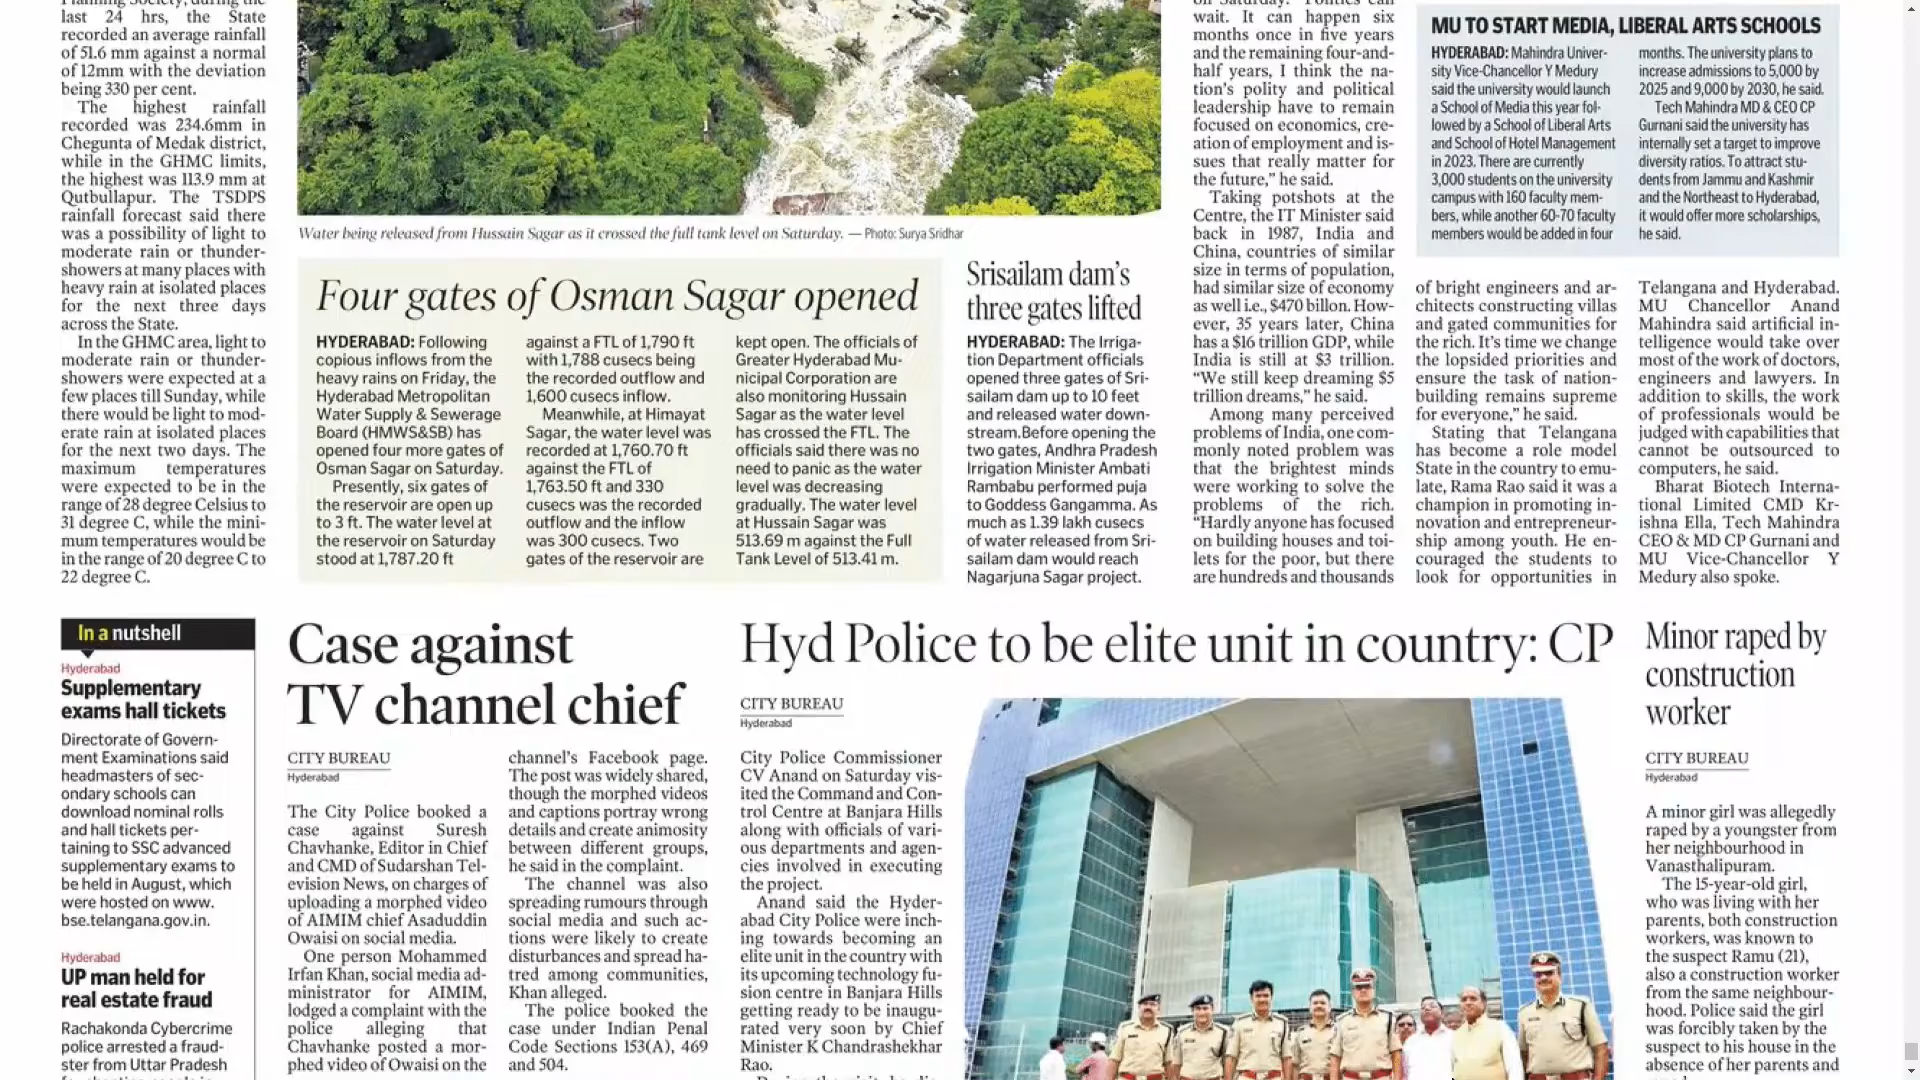 Planning Society, during the
last 24 hrs, the State
recorded an average rainfall
of 51.6 mm against a normal
of 12mm with the deviation
being 330 per cent.
The highest rainfall
recorded was 234.6mm in
Chegunta of Medak district,
while in the GHMC limits,
the highest was 113.9 mm at
Qutbullapur. The TSDPS
rainfall forecast said there
was a possibility of light to
moderate rain or thunder-
showers at many places with
heavy rain at isolated places
for the next three days
across the State.
In the GHMC area, light to
moderate rain or thunder-
showers were expected at a
few places till Sunday, while
there would be light to mod-
erate rain at isolated places
for the next two days. The
maximum temperatures
were expected to be in the
range of 28 degree Celsius to
31 degree C, while the mini-
mum temperatures would be
in the range of 20 degree C to
22 degree C.
Water being released from Hussain Sagar as it crossed the full tank level on Saturday. — Photo: Surya Sridhar
Four gates of Osman Sagar opened
HYDERABAD: Following
copious inflows from the
heavy rains on Friday, the
Hyderabad Metropolitan
Water Supply & Sewerage
Board (HMWS&SB) has
opened four more gates of
Osman Sagar on Saturday.
Presently, six gates of
the reservoir are open up
to 3 ft. The water level at
the reservoir on Saturday
stood at 1,787.20 ft
against a FTL of 1,790 ft
with 1,788 cusecs being
the recorded outflow and
1,600 cusecs inflow.
Meanwhile, at Himayat
Sagar, the water level was
recorded at 1,760.70 ft
against the FTL of
1,763.50 ft and 330
cusecs was the recorded
outflow and the inflow
was 300 cusecs. Two
gates of the reservoir are
kept open. The officials of
Greater Hyderabad Mu-
nicipal Corporation are
also monitoring Hussain
Sagar as the water level
has crossed the FTL. The
officials said there was no
need to panic as the water
level was decreasing
gradually. The water level
at Hussain Sagar was
513.69 m against the Full
Tank Level of 513.41 m.
Srisailam dam's
three gates lifted
HYDERABAD: The Irriga-
tion Department officials
opened three gates of Sri-
sailam dam up to 10 feet
and released water down-
stream.Before opening the
two gates, Andhra Pradesh
Irrigation Minister Ambati
Rambabu performed puja
to Goddess Gangamma. As
much as 1.39 lakh cusecs
of water released from Sri-
sailam dam would reach
Nagarjuna Sagar project.
on Saturday. "Politics can
wait. It can happen six
months once in five years
and the remaining four-and-
half years, I think the na-
tion's polity and political
leadership have to remain
focused on economics, cre-
ation of employment and is-
sues that really matter for
the future," he said.
Taking potshots at the
Centre, the IT Minister said
back in 1987, India and
China, countries of similar
size in terms of population,
had similar size of economy
as well i.e., $470 billon. How-
ever, 35 years later, China
has a $16 trillion GDP, while
India is still at $3 trillion.
"We still keep dreaming $5
trillion dreams," he said.
Among many perceived
problems of India, one com-
monly noted problem was
that the brightest minds
were working to solve the
problems of the rich.
"Hardly anyone has focused
on building houses and toi-
lets for the poor, but there
are hundreds and thousands
MU TO START MEDIA, LIBERAL ARTS SCHOOLS
HYDERABAD: Mahindra Univer-
sity Vice-Chancellor Y Medury
said the university would launch
a School of Media this year fol-
lowed by a School of Liberal Arts
and School of Hotel Management
in 2023. There are currently
3,000 students on the university
campus with 160 faculty mem-
bers, while another 60-70 faculty
members would be added in four
months. The university plans to
increase admissions to 5,000 by
2025 and 9,000 by 2030, he said.
Tech Mahindra MD & CEO CP
Gurnani said the university has
internally set a target to improve
diversity ratios. To attract stu-
dents from Jammu and Kashmir
and the Northeast to Hyderabad,
it would offer more scholarships,
he said.
of bright engineers and ar-
chitects constructing villas
and gated communities for
the rich. It's time we change
the lopsided priorities and
ensure the task of nation-
building remains supreme
for everyone," he said.
Stating that Telangana
has become a role model
State in the country to emu-
late, Rama Rao said it was a
champion in promoting in-
novation and entrepreneur-
ship among youth. He en-
couraged the students to
look for opportunities in
Telangana and Hyderabad.
MU Chancellor Anand
Mahindra said artificial in-
telligence would take over
most of the work of doctors,
engineers and lawyers. In
addition to skills, the work
of professionals would be
judged with capabilities that
cannot be outsourced to
computers, he said.
Bharat Biotech Interna-
tional Limited CMD Kr-
ishna Ella, Tech Mahindra
CEO & MD CP Gurnani and
MU Vice-Chancellor Y
Medury also spoke.
In a nutshell
Hyderabad
Supplementary
exams hall tickets
Directorate of Govern-
ment Examinations said
headmasters of sec-
ondary schools can
download nominal rolls
and hall tickets per-
taining to SSC advanced
supplementary exams to
be held in August, which
were hosted on www.
bse.telangana.gov.in.
Hyderabad
UP man held for
real estate fraud
Rachakonda Cybercrime
police arrested a fraud-
ster from Uttar Pradesh
Case against
TV channel chief
CITY BUREAU
Hyderabad
The City Police booked a
case against Suresh
Chavhanke, Editor in Chief
and CMD of Sudarshan Tel-
evision News, on charges of
uploading a morphed video
of AIMIM chief Asaduddin
Owaisi on social media.
One person Mohammed
Irfan Khan, social media ad-
ministrator for AIMIM,
lodged a complaint with the
police alleging that
Chavhanke posted a mor-
phed video of Owaisi on the
channel's Facebook page.
The post was widely shared,
though the morphed videos
and captions portray wrong
details and create animosity
between different groups,
he said in the complaint.
The channel was also
spreading rumours through
social media and such ac-
tions were likely to create
disturbances and spread ha-
tred among communities,
Khan alleged.
The police booked the
case under Indian Penal
Code Sections 153(A), 469
and 504.
Hyd Police to be elite unit in country: CP
CITY BUREAU
Hyderabad
City Police Commissioner
CV Anand on Saturday vis-
ited the Command and Con-
trol Centre at Banjara Hills
along with officials of vari-
ous departments and agen-
cies involved in executing
the project.
Anand said the Hyder-
abad City Police were inch-
ing towards becoming an
elite unit in the country with
its upcoming technology fu-
sion centre in Banjara Hills
getting ready to be inaugu-
rated very soon by Chief
Minister K Chandrashekhar
Rao.
Minor raped by
construction
worker
CITY BUREAU
Hyderabad
A minor girl was allegedly
raped by a youngster from
her neighbourhood in
Vanasthalipuram.
The 15-year-old girl,
who was living with her
parents, both construction
workers, was known to
the suspect Ramu (21),
also a construction worker
from the same neighbour-
hood. Police said the girl
was forcibly taken by the
suspect to his house in the
absence of her parents and